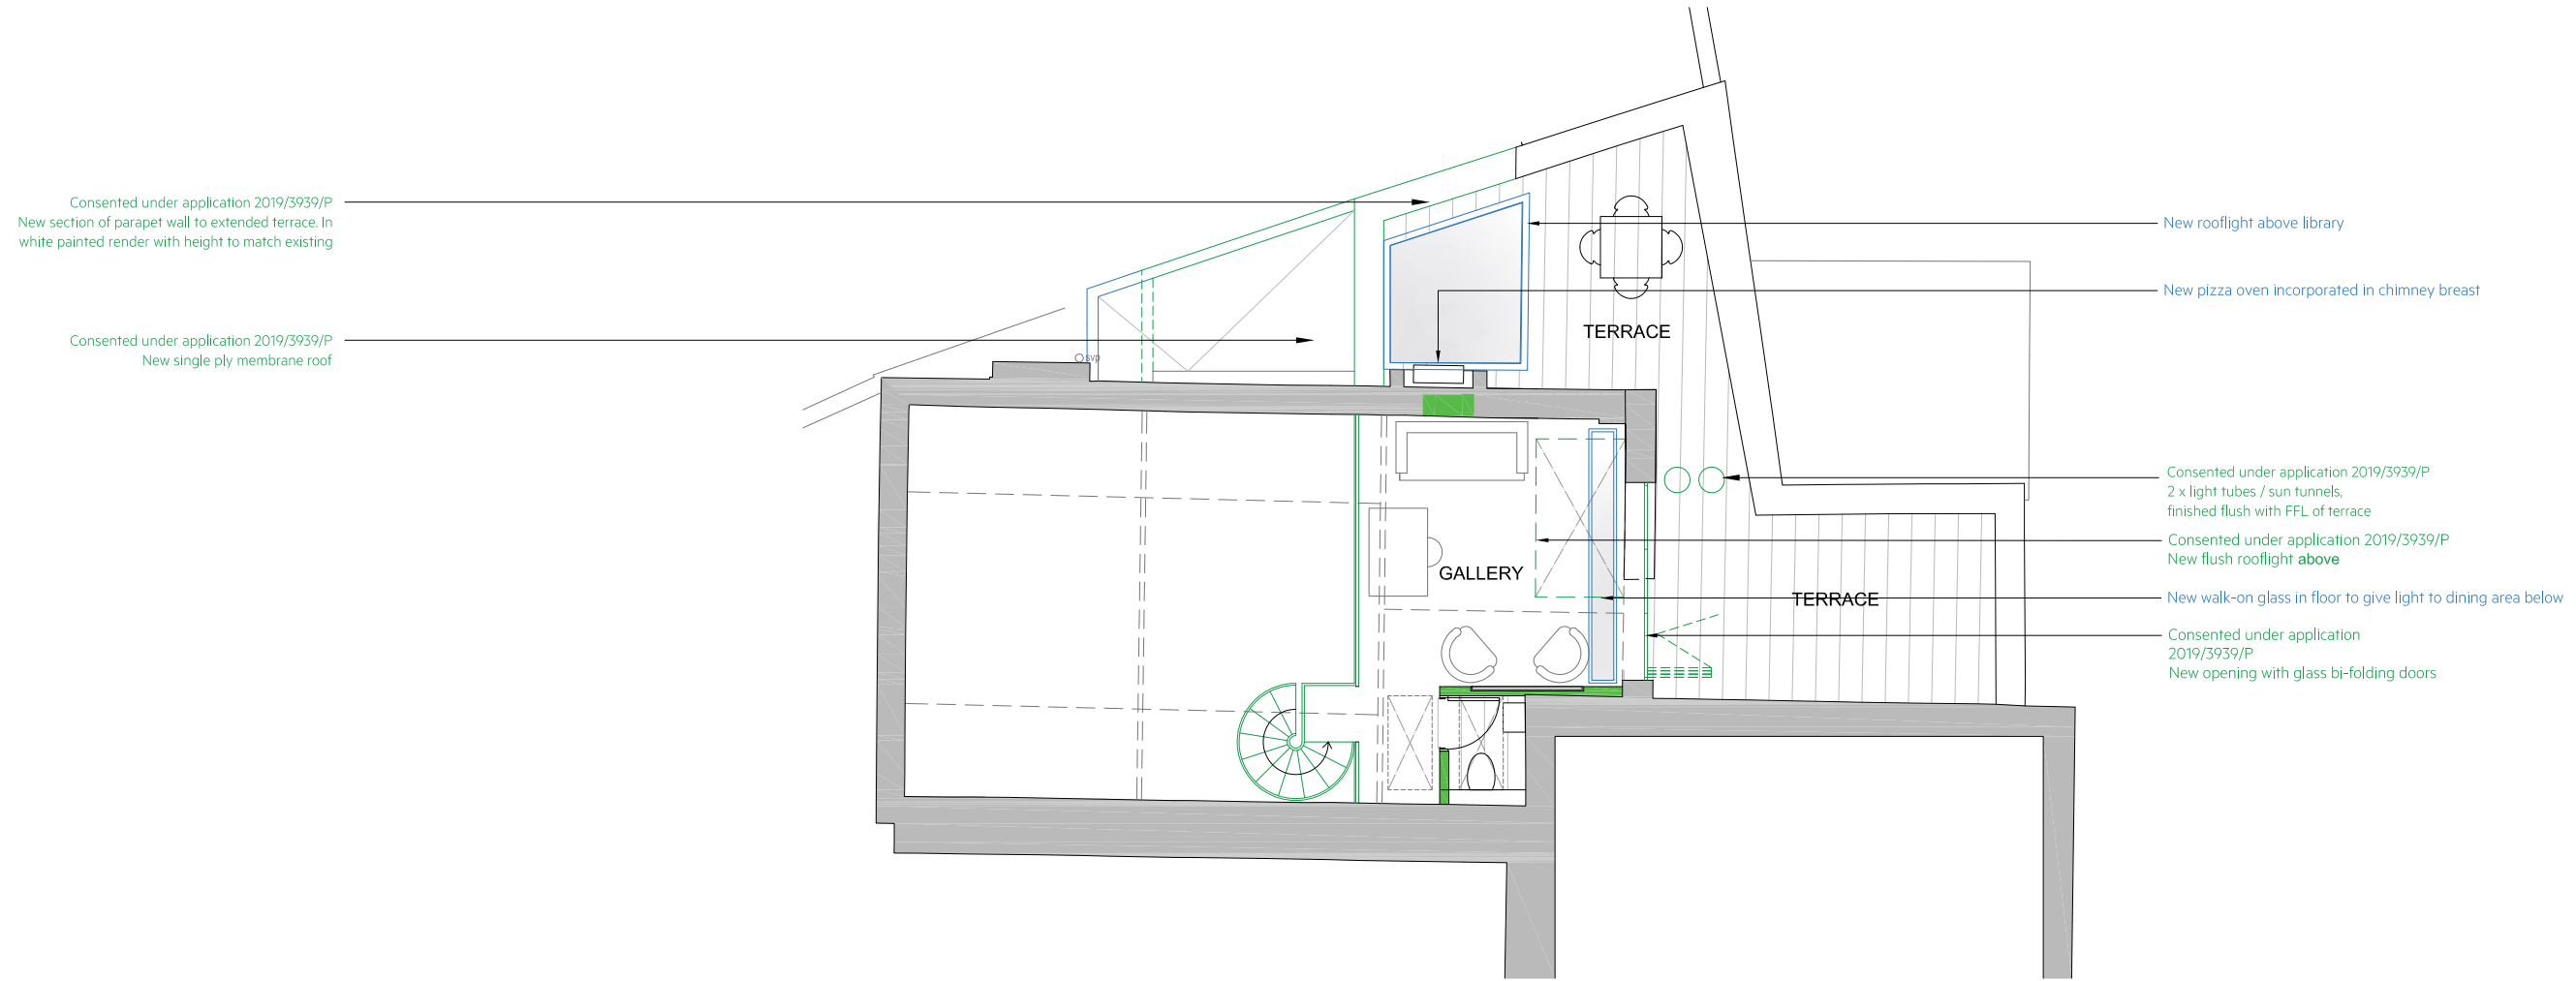 Consented under application 2019/3939/P
New section of parapet wall to extended terrace. In
white painted render with height to match existing
Consented under application 2019/3939/P
New single ply membrane roof
svp
TERRACE
GALLERY
TERRACE
New rooflight above library
New pizza oven incorporated in chimney breast
Consented under application 2019/3939/P
2 x light tubes / sun tunnels,
finished flush with FFL of terrace
Consented under application 2019/3939/P
New flush rooflight above
New walk-on glass in floor to give light to dining area below
Consented under application
2019/3939/P
New opening with glass bi-folding doors